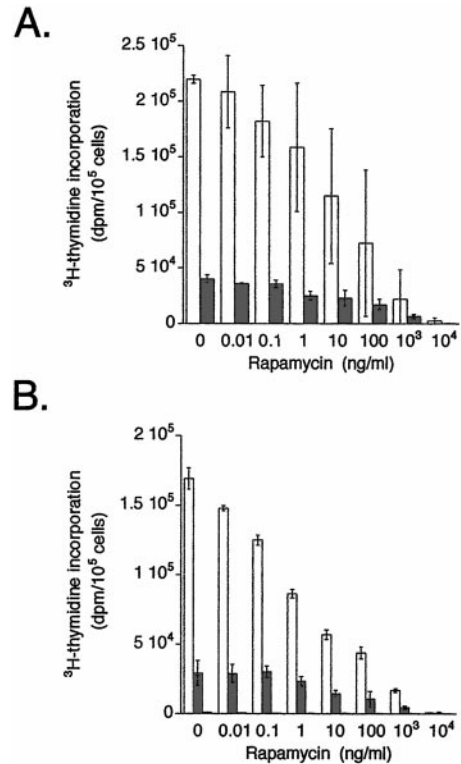 A.
2.5 10⁵
2 10⁵
1.5 10⁵
1 10⁵
5 10⁴
0
³H-thymidine incorporation
(dpm/10⁵ cells)
0 0.01 0.1 1 10 100 10³ 10⁴
Rapamycin (ng/ml)
B.
2 10⁵
1.5 10⁵
1 10⁵
5 10⁴
0
³H-thymidine incorporation
(dpm/10⁵ cells)
0 0.01 0.1 1 10 100 10³ 10⁴
Rapamycin (ng/ml)